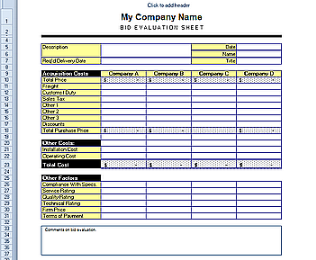 Click to add header
My Company Name
BID EVALUATION SHEET
Description Date
Name
Req'd Delivery Date Title
Acquisition Costs Company A Company B Company C Company D
Total Price $ - $ - $ - $ -
Freight
Customs/Duty
Sales Tax
Other 1
Other 2
Other 3
Discounts
Total Purchase Price $ - $ - $ - $ -
Other Costs:
Installation Cost
Operating Cost
Total Cost $ - $ - $ - $ -
Other Factors
Compliance With Specs.
Service Rating
Quality Rating
Technical Rating
Firm Price
Terms of Payment
Comments on bid evaluation